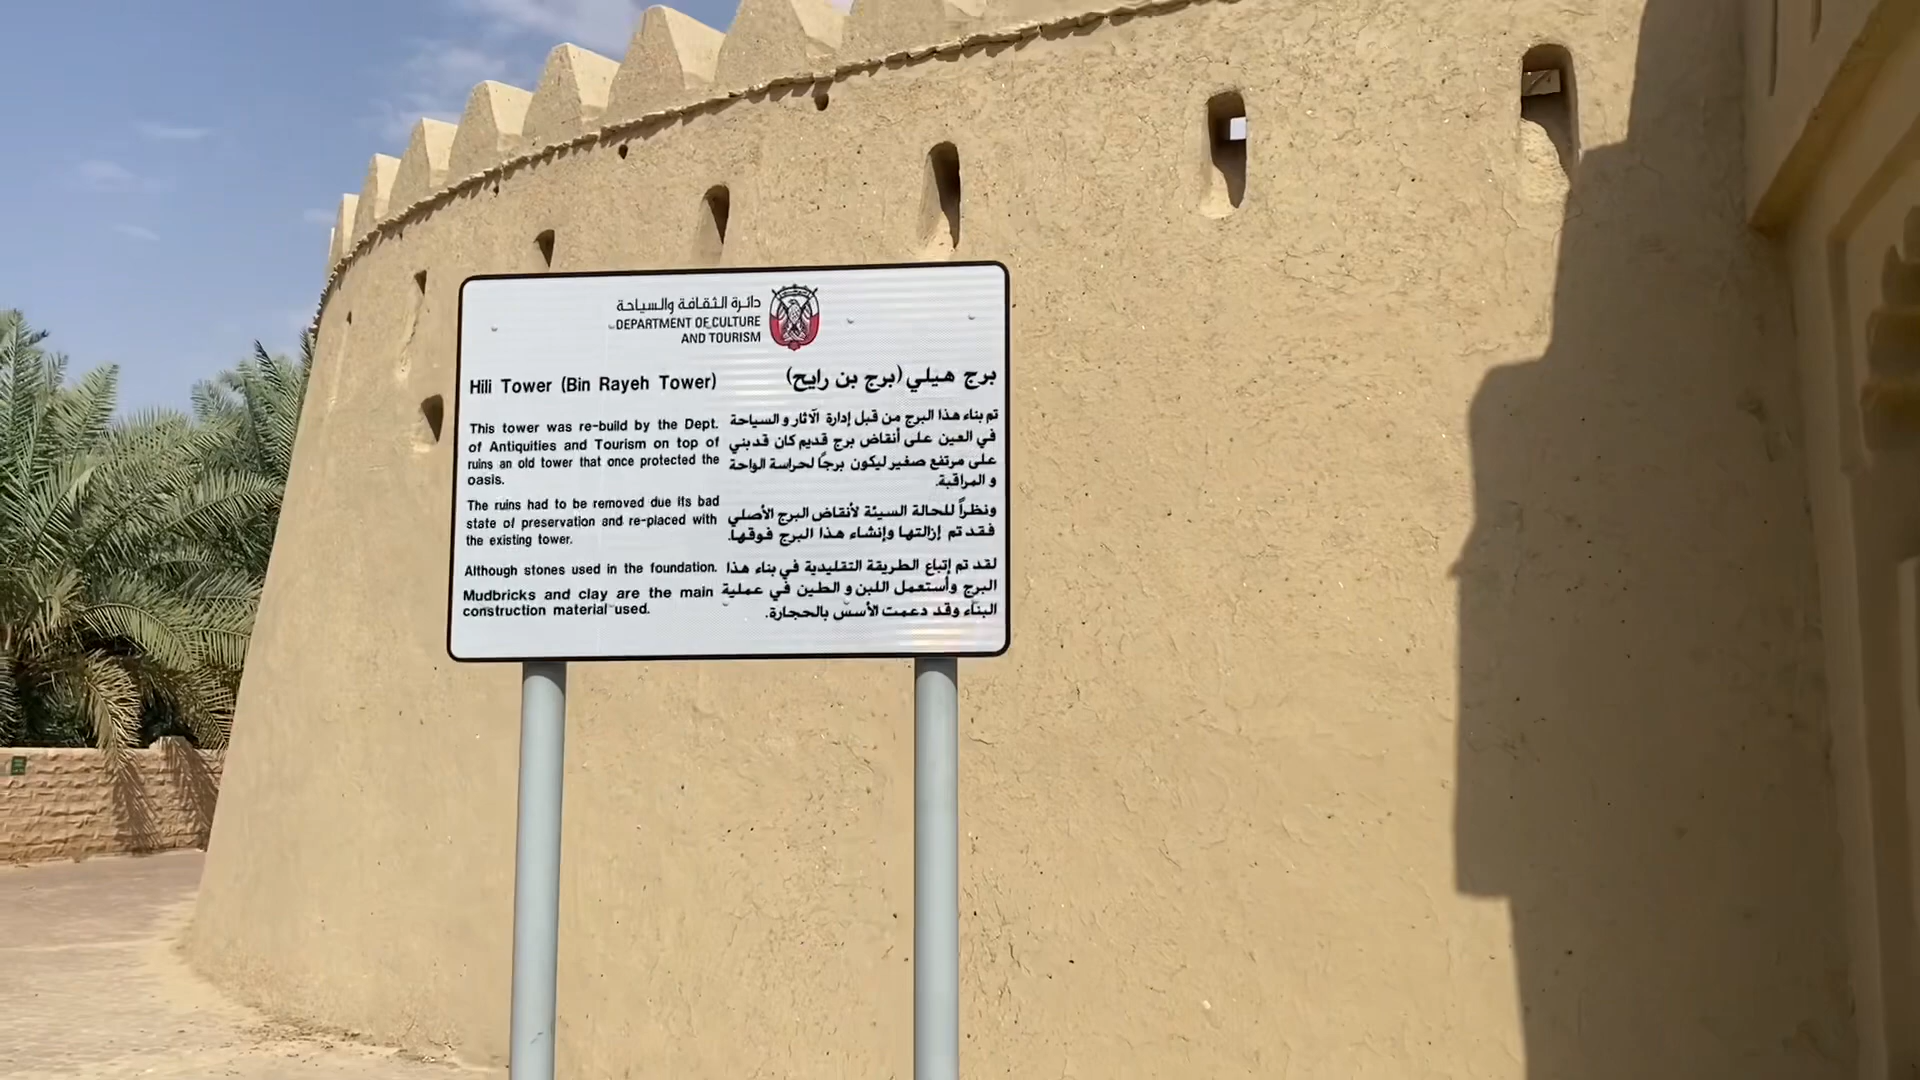 دائرة الثقافة والسياحة
DEPARTMENT OF CULTURE
AND TOURISM
Hili Tower (Bin Rayeh Tower)
This tower was re-build by the Dept.
of Antiquities and Tourism on top of
ruins an old tower that once protected the
oasis.
The ruins had to be removed due its bad
state of preservation and re-placed with
the existing tower.
Although stones used in the foundation.
Mudbricks and clay are the main
construction material used.
برج هيلي (برج بن رايح)
تم بناء هذا البرج من قبل إدارة الآثار و السياحة
في العين على أنقاض برج قديم كان قد بني
على مرتفع صغير ليكون برجًا لحراسة الواحة
و المراقبة.
ونظراً للحالة السيئة لأنقاض البرج الأصلي
فقد تم إزالتها وإنشاء هذا البرج فوقها.
لقد تم إتباع الطريقة التقليدية في بناء هذا
البرج وأستعمل اللبن و الطين في عملية
البناء وقد دعمت الأسس بالحجارة.